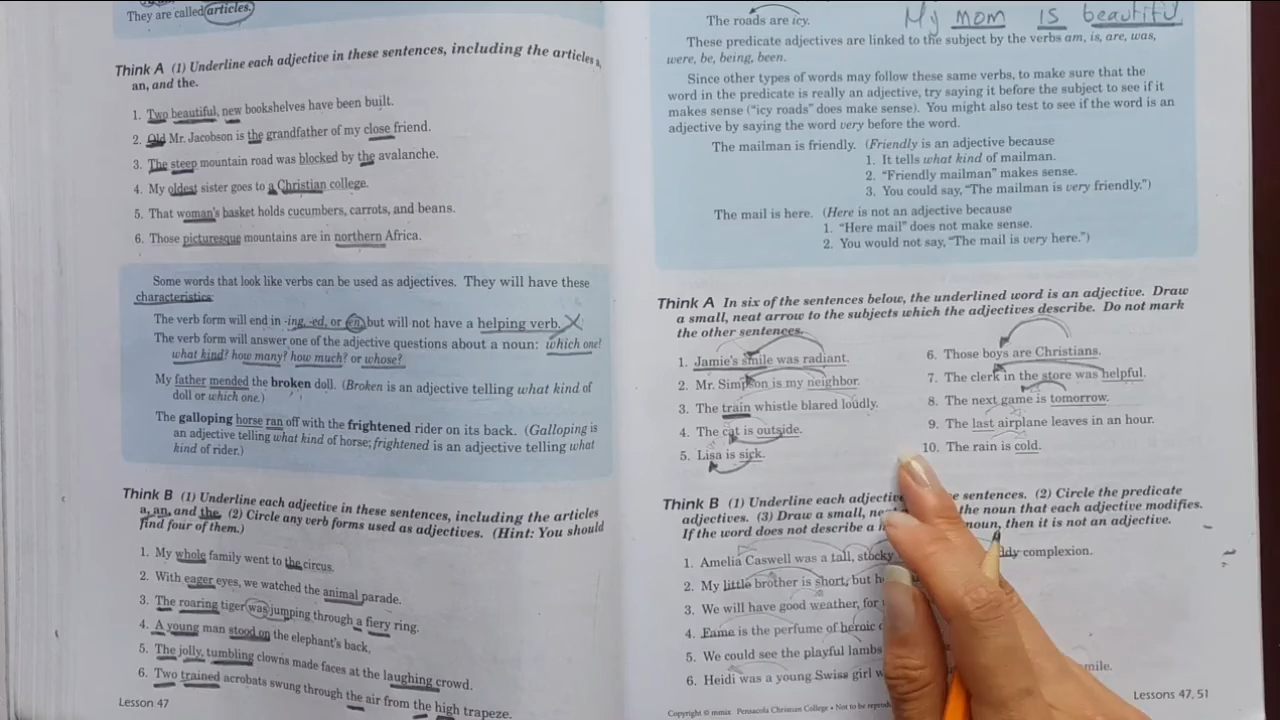 They are called articles.
Think A (1) Underline each adjective in these sentences, including the articles a,
an, and the.
1. Two beautiful, new bookshelves have been built.
2. Old Mr. Jacobson is the grandfather of my close friend.
3. The steep mountain road was blocked by the avalanche.
4. My oldest sister goes to a Christian college.
5. That woman's basket holds cucumbers, carrots, and beans.
6. Those picturesque mountains are in northern Africa.
Some words that look like verbs can be used as adjectives. They will have these
characteristics:
The verb form will end in -ing, -ed, or en, but will not have a helping verb. X
The verb form will answer one of the adjective questions about a noun: which one?
what kind? how many? how much? or whose?
My father mended the broken doll. (Broken is an adjective telling what kind of
doll or which one.)
The galloping horse ran off with the frightened rider on its back. (Galloping is
an adjective telling what kind of horse; frightened is an adjective telling what
kind of rider.)
Think B (1) Underline each adjective in these sentences, including the articles
a, an, and the. (2) Circle any verb forms used as adjectives. (Hint: You should
find four of them.)
1. My whole family went to the circus.
2. With eager eyes, we watched the animal parade.
3. The roaring tiger was jumping through a fiery ring.
4. A young man stood on the elephant's back.
5. The jolly, tumbling clowns made faces at the laughing crowd.
6. Two trained acrobats swung through the air from the high trapeze.
Lesson 47
The roads are icy. My mom is beautiful
These predicate adjectives are linked to the subject by the verbs am, is, are, was,
were, be, being, been.
Since other types of words may follow these same verbs, to make sure that the
word in the predicate is really an adjective, try saying it before the subject to see if it
makes sense ("icy roads" does make sense). You might also test to see if the word is an
adjective by saying the word very before the word.
The mailman is friendly. (Friendly is an adjective because
1. It tells what kind of mailman.
2. "Friendly mailman" makes sense.
3. You could say, "The mailman is very friendly.")
The mail is here. (Here is not an adjective because
1. "Here mail" does not make sense.
2. You would not say, "The mail is very here.")
Think A In six of the sentences below, the underlined word is an adjective. Draw
a small, neat arrow to the subjects which the adjectives describe. Do not mark
the other sentences.
1. Jamie's smile was radiant.
2. Mr. Simpson is my neighbor.
3. The train whistle blared loudly.
4. The cat is outside.
5. Lisa is sick.
6. Those boys are Christians.
7. The clerk in the store was helpful.
8. The next game is tomorrow.
9. The last airplane leaves in an hour.
10. The rain is cold.
Think B (1) Underline each adjective sentences. (2) Circle the predicate
adjectives. (3) Draw a small, the noun that each adjective modifies.
If the word does not describe a noun, then it is not an adjective.
1. Amelia Caswell was a tall, stocky complexion.
2. My little brother is short, but
3. We will have good weather, for
4. Fame is the perfume of heroic
5. We could see the playful lambs
6. Heidi was a young Swiss girl
Lessons 47, 51
Copyright © mmix Pensacola Christian College • Not to be